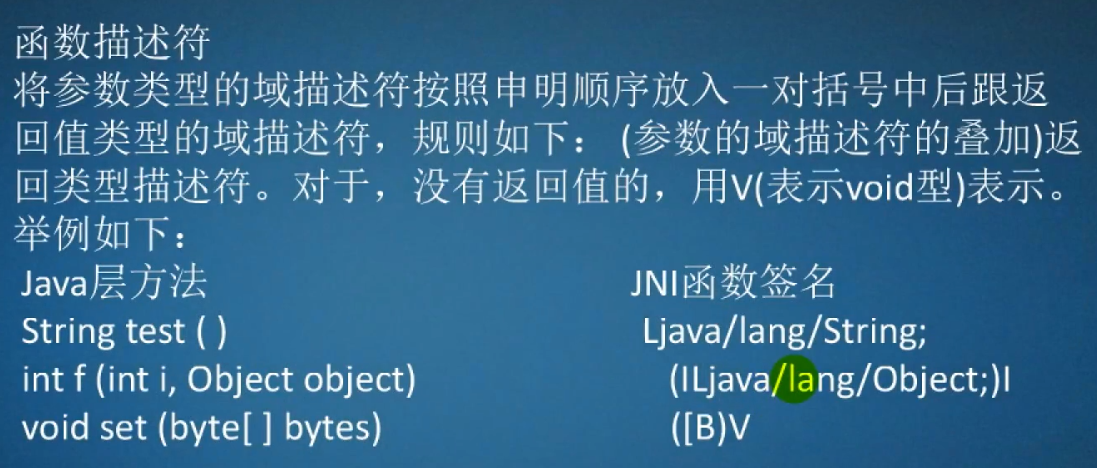 函数描述符
将参数类型的域描述符按照申明顺序放入一对括号中后跟返
回值类型的域描述符，规则如下： (参数的域描述符的叠加)返
回类型描述符。对于，没有返回值的，用V(表示void型)表示。
举例如下：
Java层方法 JNI函数签名
String test ( ) Ljava/lang/String;
int f (int i, Object object) (ILjava/lang/Object;)I
void set (byte[ ] bytes) ([B)V